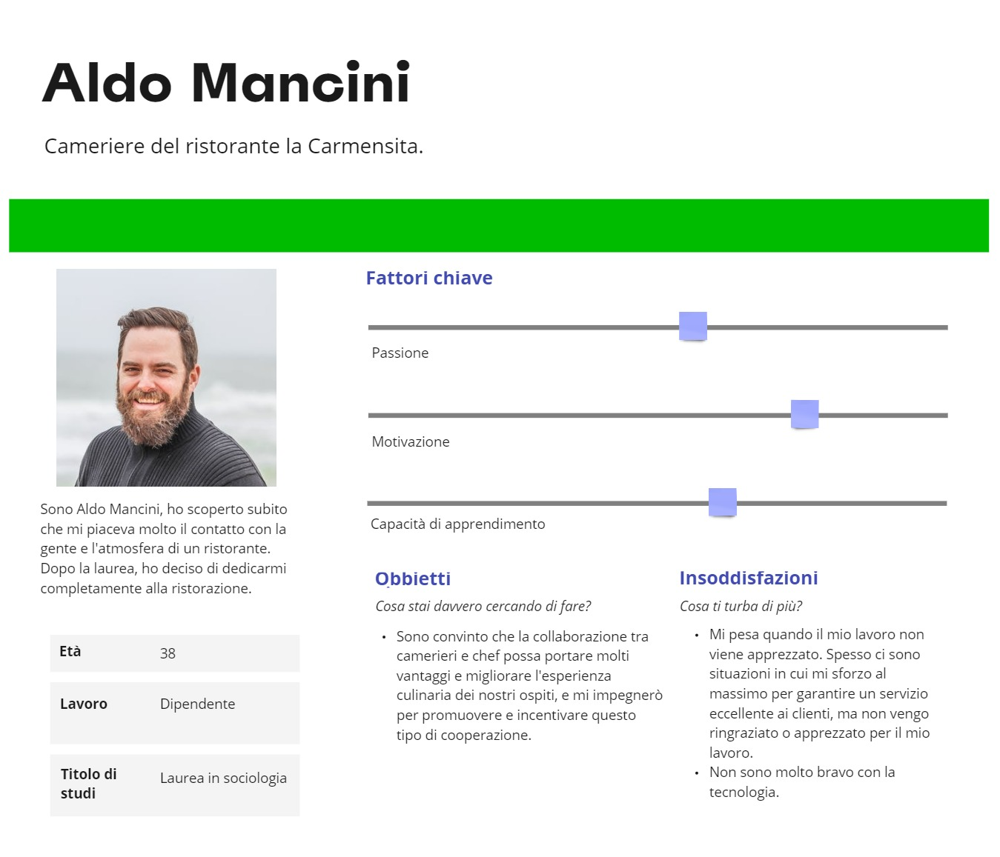 Aldo Mancini
Cameriere del ristorante la Carmensita.
Sono Aldo Mancini, ho scoperto subito
che mi piaceva molto il contatto con la
gente e l'atmosfera di un ristorante.
Dopo la laurea, ho deciso di dedicarmi
completamente alla ristorazione.
Età 38
Lavoro Dipendente
Titolo di
studi
Laurea in sociologia
Fattori chiave
Passione
Motivazione
Capacità di apprendimento
Obbietti
Cosa stai davvero cercando di fare?
• Sono convinto che la collaborazione tra
camerieri e chef possa portare molti
vantaggi e migliorare l'esperienza
culinaria dei nostri ospiti, e mi impegnerò
per promuovere e incentivare questo
tipo di cooperazione.
Insoddisfazioni
Cosa ti turba di più?
• Mi pesa quando il mio lavoro non
viene apprezzato. Spesso ci sono
situazioni in cui mi sforzo al
massimo per garantire un servizio
eccellente ai clienti, ma non vengo
ringraziato o apprezzato per il mio
lavoro.
• Non sono molto bravo con la
tecnologia.